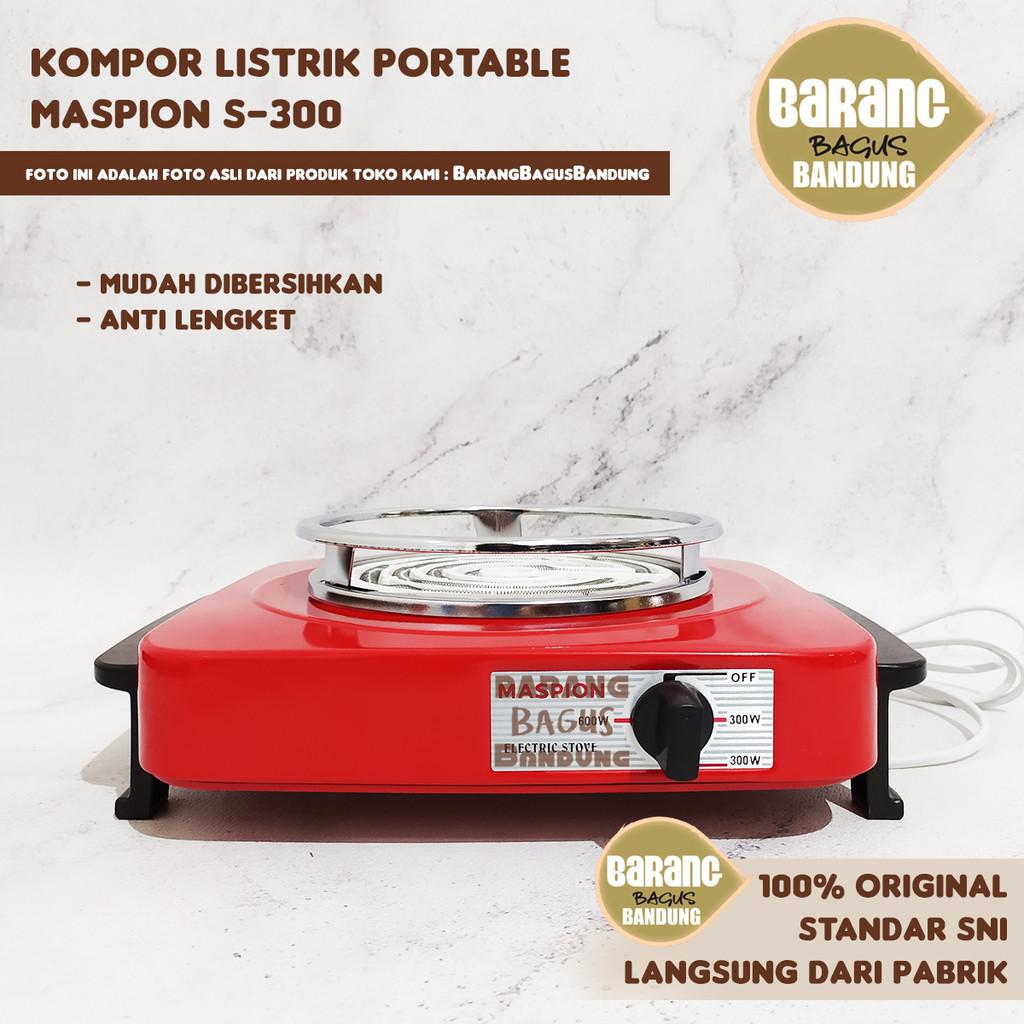 KOMPOR LISTRIK PORTABLE
MASPION S-300
FOTO INI ADALAH FOTO ASLI DARI PRODUK TOKO KAMI : BARANGBAGUSBANDUNG
BARANG
BAGUS
BANDUNG
- MUDAH DIBERSIHKAN
- ANTI LENGKET
MASPION
BARANG
BAGUS
BANDUNG
ELECTRIC STOVE
OFF
600W
300W
300W
BARANG
BAGUS
BANDUNG
100% ORIGINAL
STANDAR SNI
LANGSUNG DARI PABRIK